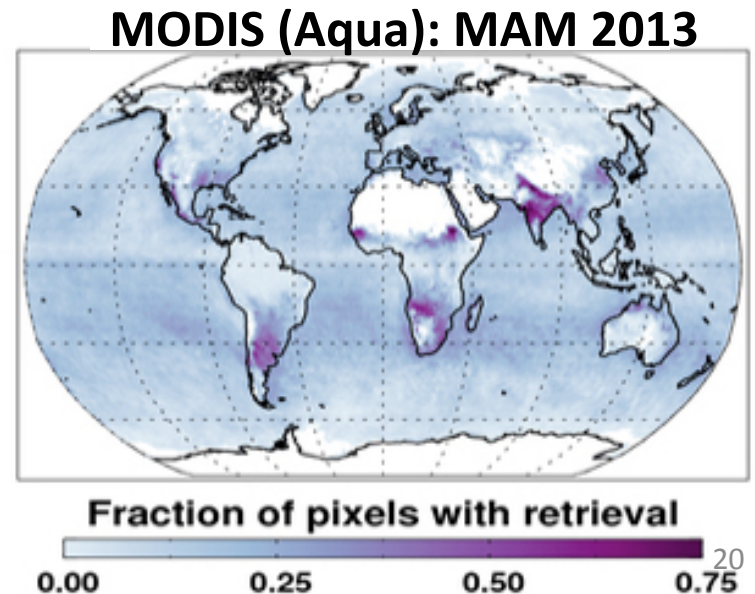 MODIS (Aqua): MAM 2013
Fraction of pixels with retrieval
20
0.00 0.25 0.50 0.75